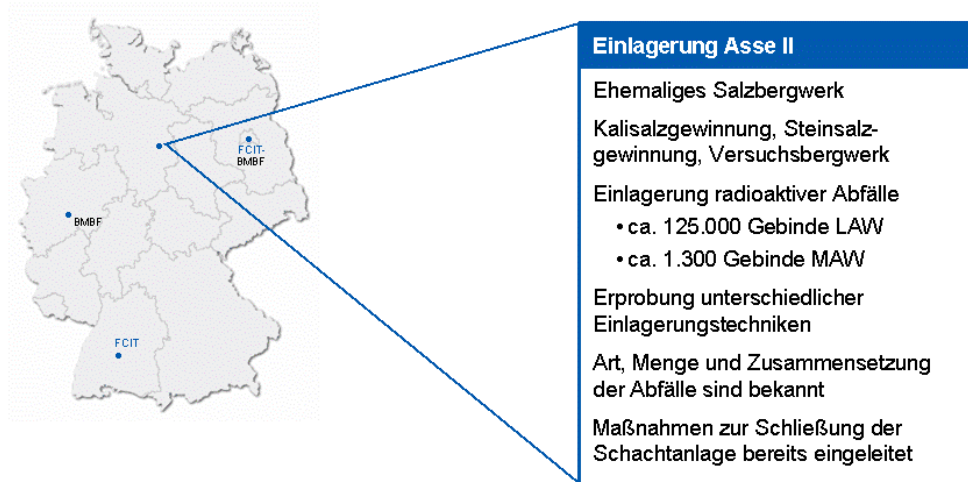 Einlagerung Asse II
Ehemaliges Salzbergwerk
Kalisalzgewinnung, Steinsalz-
gewinnung, Versuchsbergwerk
Einlagerung radioaktiver Abfälle
• ca. 125.000 Gebinde LAW
• ca. 1.300 Gebinde MAW
Erprobung unterschiedlicher
Einlagerungstechniken
Art, Menge und Zusammensetzung
der Abfälle sind bekannt
Maßnahmen zur Schließung der
Schachtanlage bereits eingeleitet
FCIT-
BMBF
BMBF
FCIT